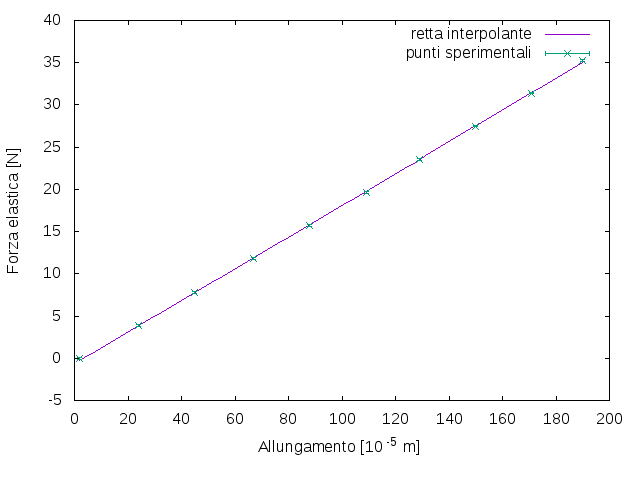 40
35
30
25
20
15
10
5
0
-5
Forza elastica [N]
retta interpolante
punti sperimentali
0 20 40 60 80 100 120 140 160 180 200
Allungamento [10⁻⁵ m]